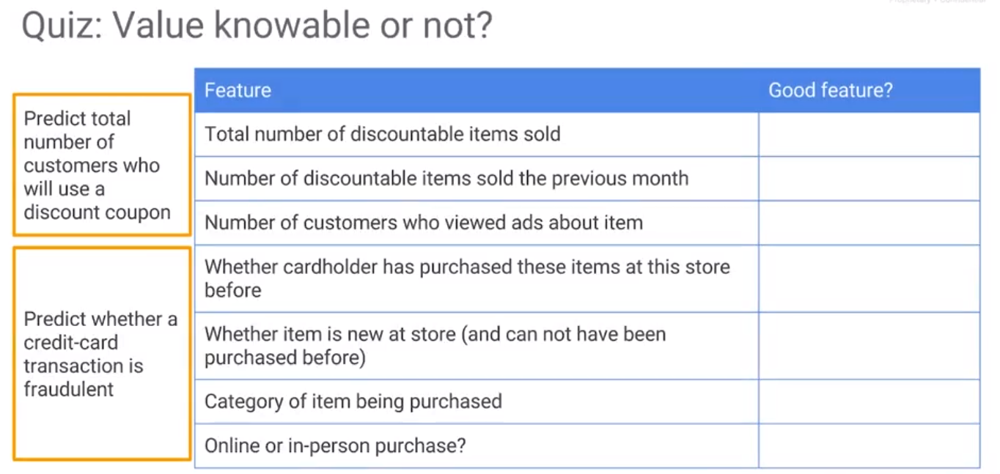 Proprietary + Confidential
Quiz: Value knowable or not?
Feature
Good feature?
Predict total
number of
customers who
will use a
discount coupon
Total number of discountable items sold
Number of discountable items sold the previous month
Number of customers who viewed ads about item
Predict whether a
credit-card
transaction is
fraudulent
Whether cardholder has purchased these items at this store
before
Whether item is new at store (and can not have been
purchased before)
Category of item being purchased
Online or in-person purchase?